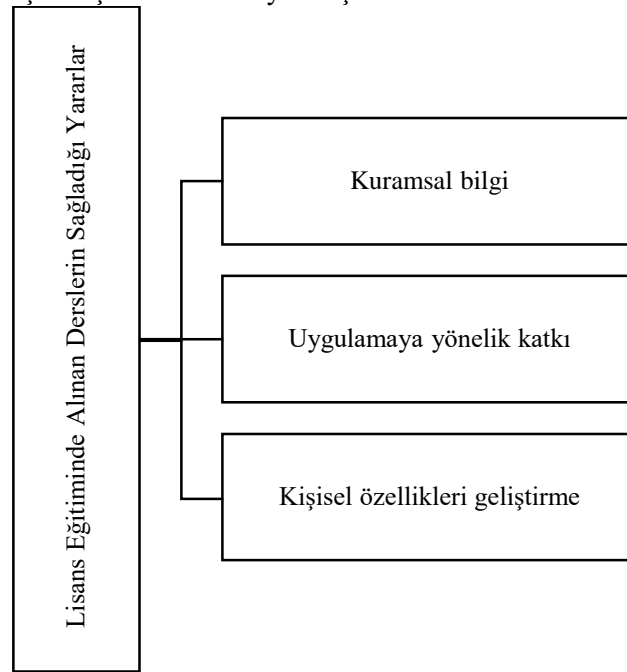 Lisans Eğitiminde Alınan Derslerin Sağladığı Yararlar
Kuramsal bilgi
Uygulamaya yönelik katkı
Kişisel özellikleri geliştirme